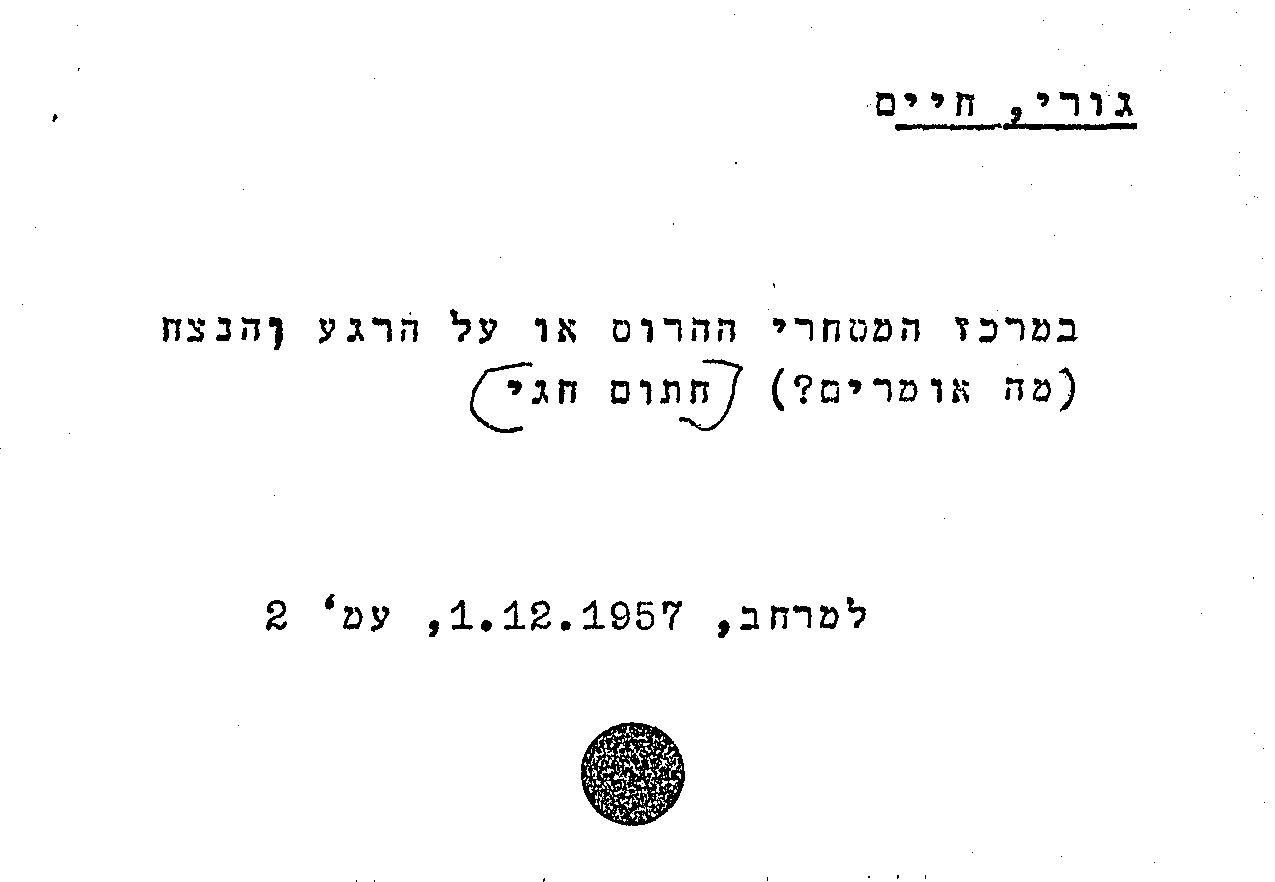 גורי, חיים
במרכז המסחרי ההרוס או על הרגע והנצח
(מה אומרים?) [חתום חגי]
למרחב, 1.12.1957, עמ' 2